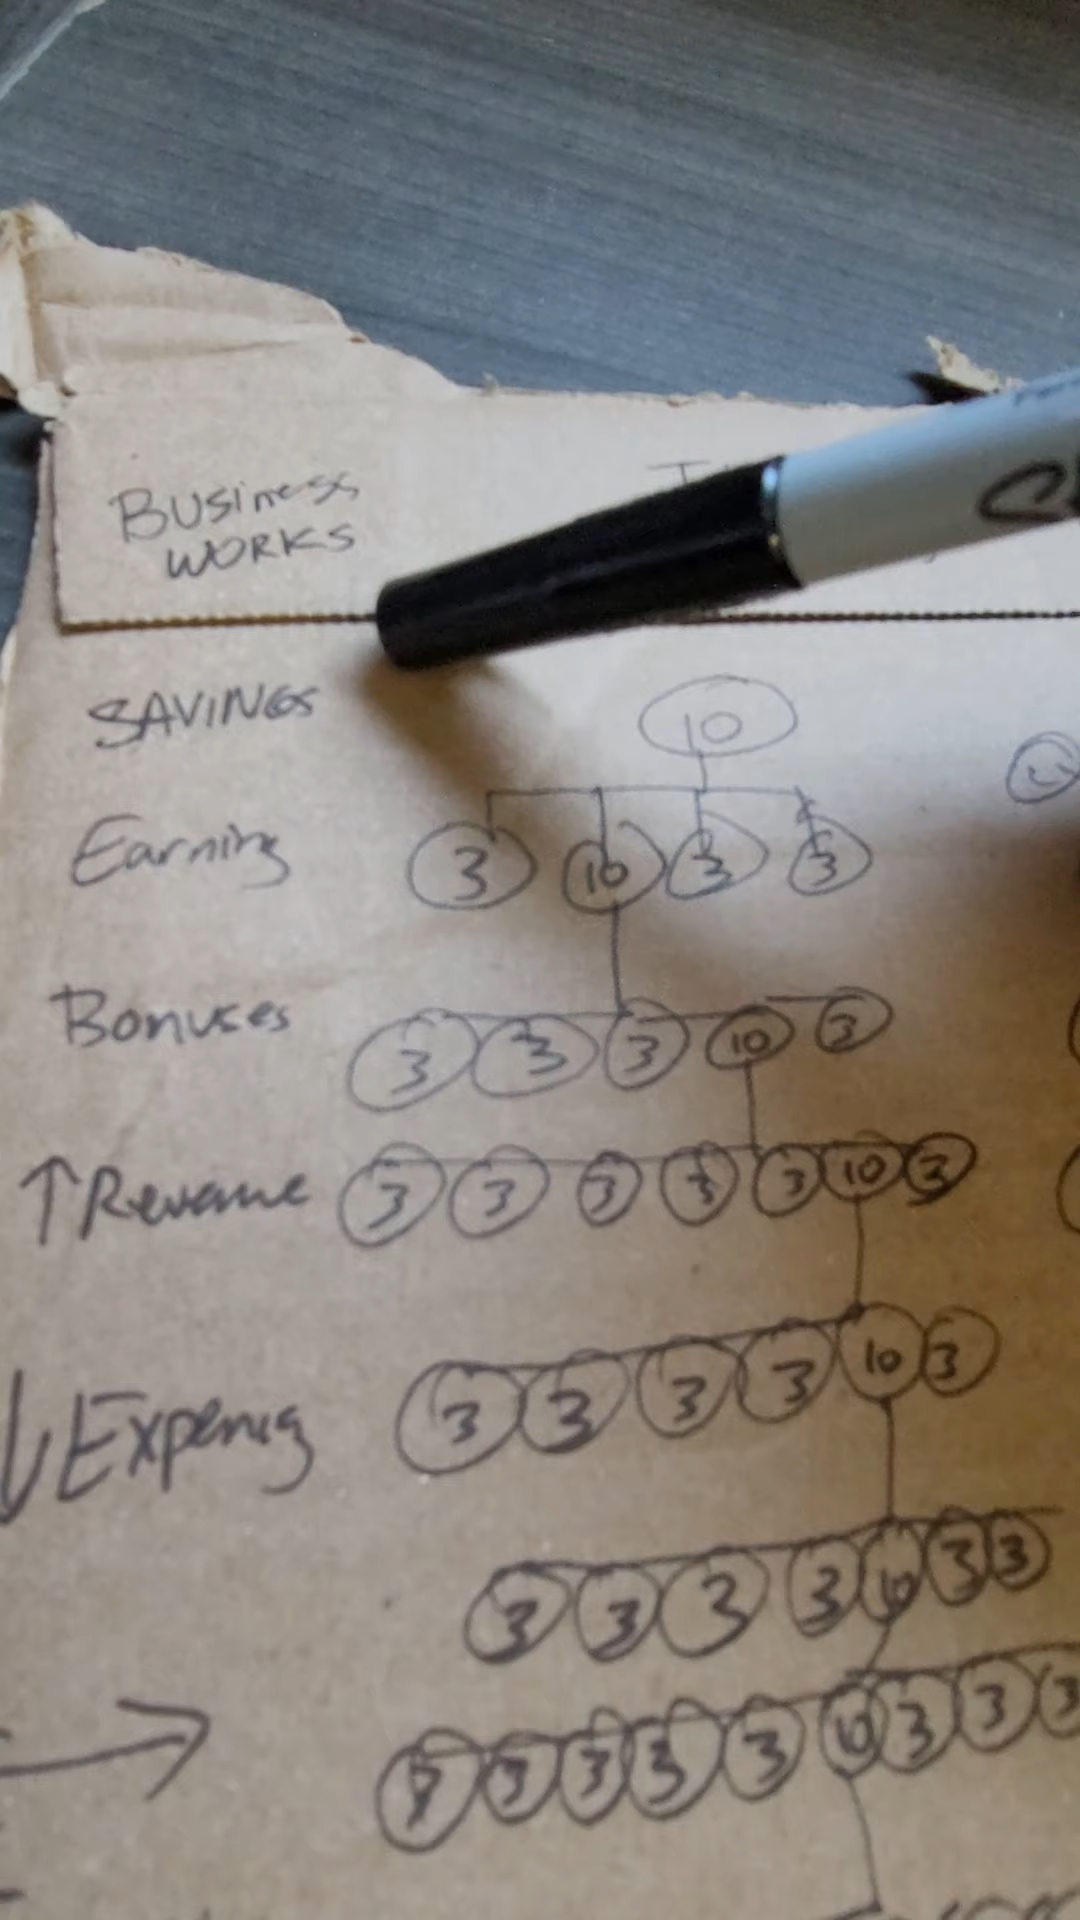 BUSiness
WORKS
SAVINGS
10
Earning
3 10 3 3
Bonuses
3 3 3 10 3
↑ Revenue
3 3 3 3 3 10 3
↓ Expensig
3 3 3 3 10 3
3 3 3 3 10 3 3
3 3 3 3 10 3 3 3